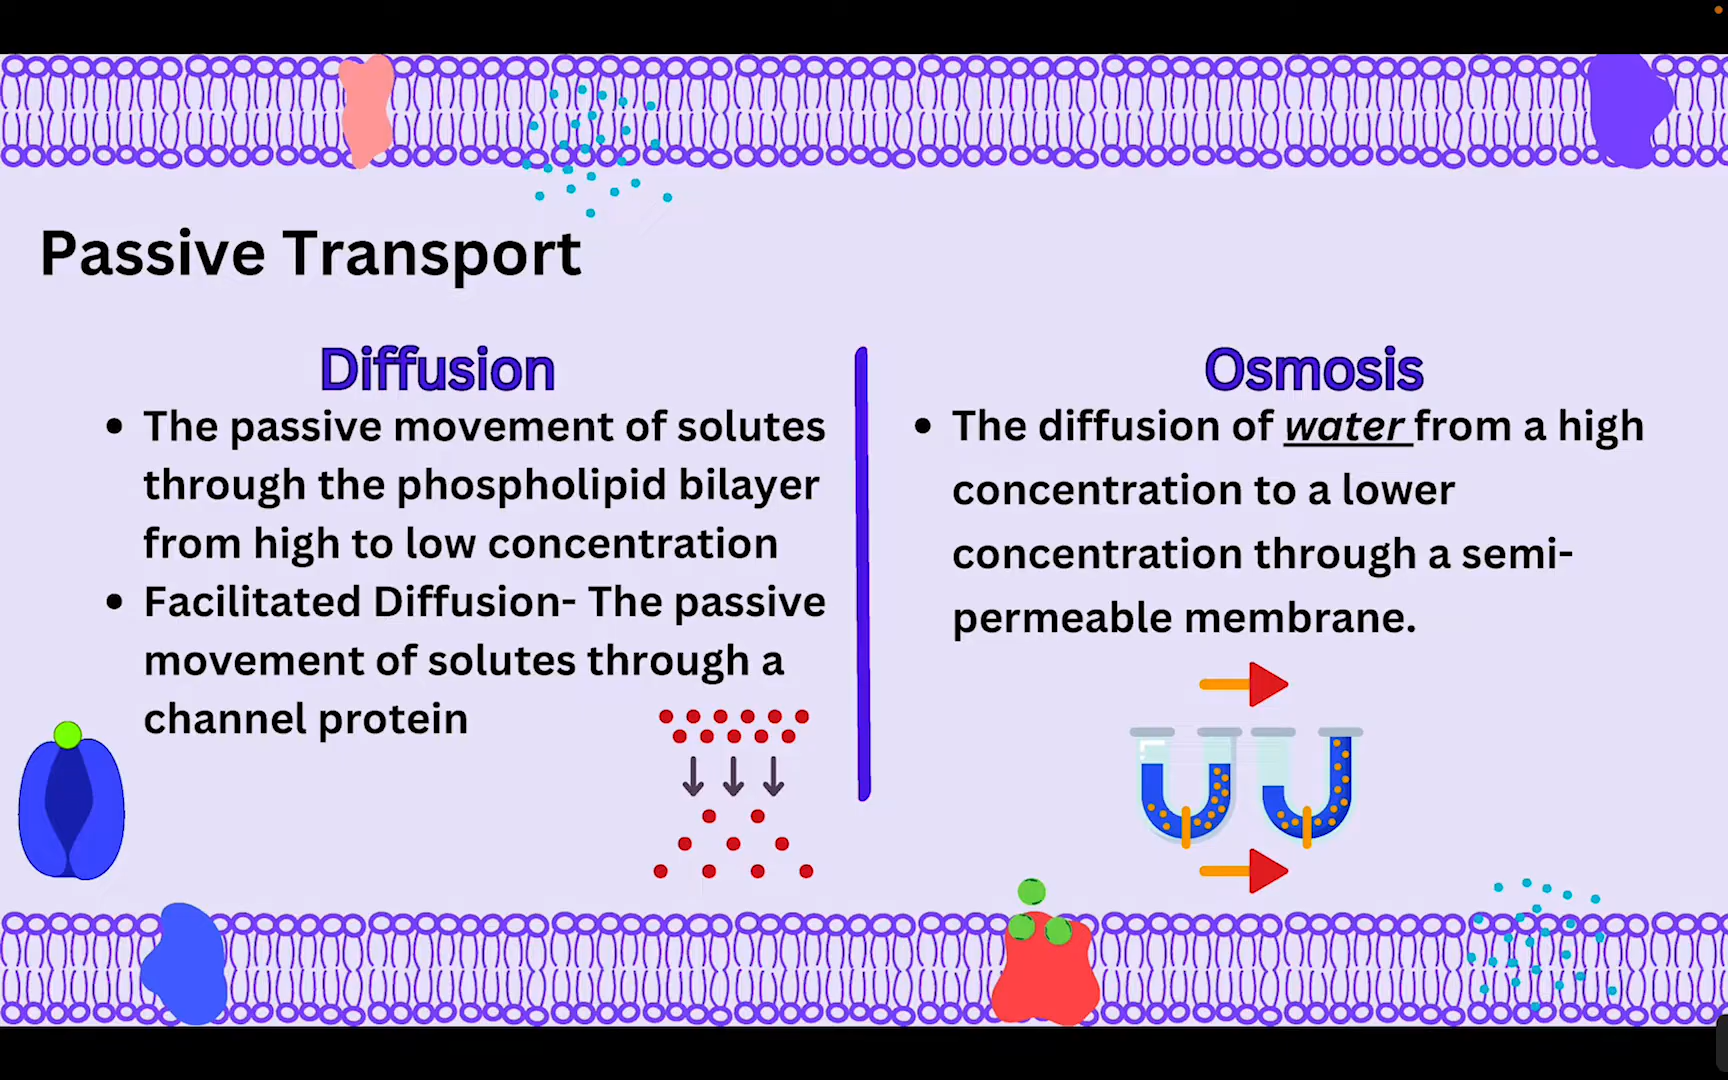 Passive Transport
Diffusion
• The passive movement of solutes
through the phospholipid bilayer
from high to low concentration
• Facilitated Diffusion- The passive
movement of solutes through a
channel protein
Osmosis
• The diffusion of water from a high
concentration to a lower
concentration through a semi-
permeable membrane.